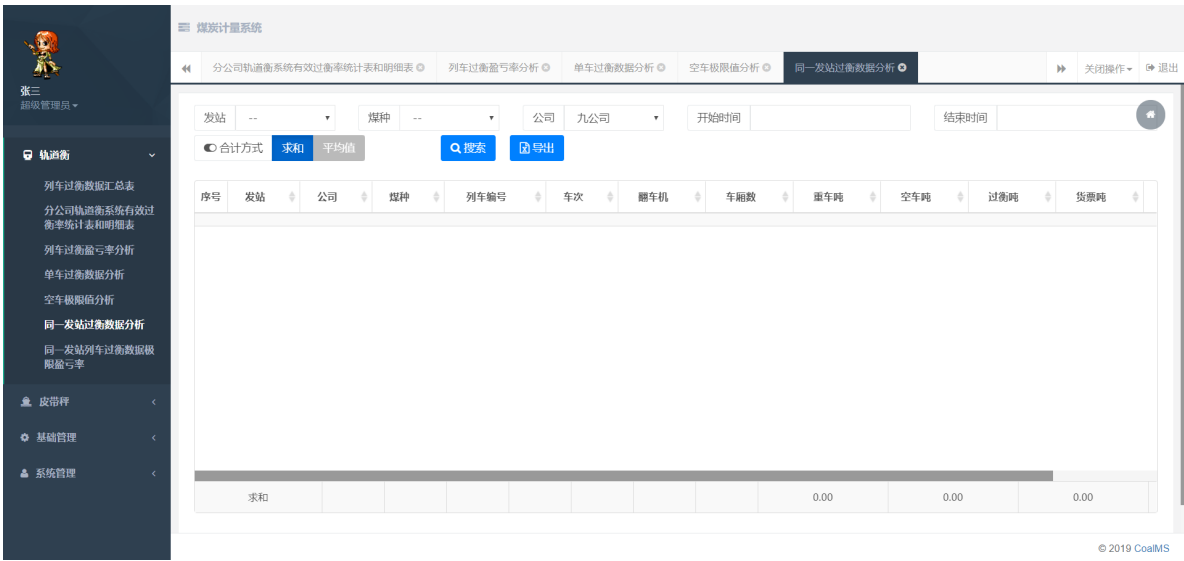 煤炭计量系统
张三
超级管理员
分公司轨道衡系统有效过衡率统计表和明细表
列车过衡盈亏率分析
单车过衡数据分析
空车极限值分析
同一发站过衡数据分析
关闭操作
退出
轨道衡
列车过衡数据汇总表
分公司轨道衡系统有效过
衡率统计表和明细表
列车过衡盈亏率分析
单车过衡数据分析
空车极限值分析
同一发站过衡数据分析
同一发站列车过衡数据极
限盈亏率
皮带秤
基础管理
系统管理
发站 --
煤种 --
公司 九公司
开始时间
结束时间
合计方式 求和 平均值
搜索
导出
序号 发站 公司 煤种 列车编号 车次 翻车机 车厢数 重车吨 空车吨 过衡吨 货票吨
求和 0.00 0.00 0.00
© 2019 CoalMS